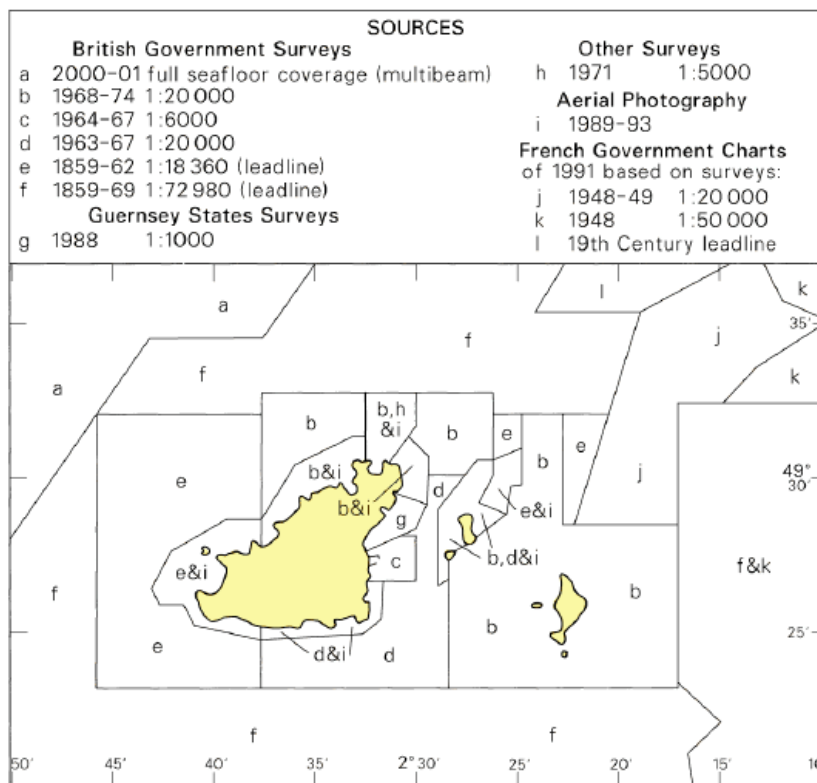 SOURCES
British Government Surveys
a 2000-01 full seafloor coverage (multibeam)
b 1968-74 1:20 000
c 1964-67 1:6000
d 1963-67 1:20 000
e 1859-62 1:18 360 (leadline)
f 1859-69 1:72 980 (leadline)
Guernsey States Surveys
g 1988 1:1000
Other Surveys
h 1971 1:5000
Aerial Photography
i 1989-93
French Government Charts
of 1991 based on surveys:
j 1948-49 1:20 000
k 1948 1:50 000
l 19th Century leadline
a
l
k
35′
f
j
a
f
k
b
b,h
&i
b
e
b
e
e
b&i
j
49°
30′
b&i
d
e&i
g
b,d&i
c
e&i
f&k
f
b
b
25′
e
d&i
d
f
f
50′
45′
40′
35′
2°30′
25′
20′
15′
10